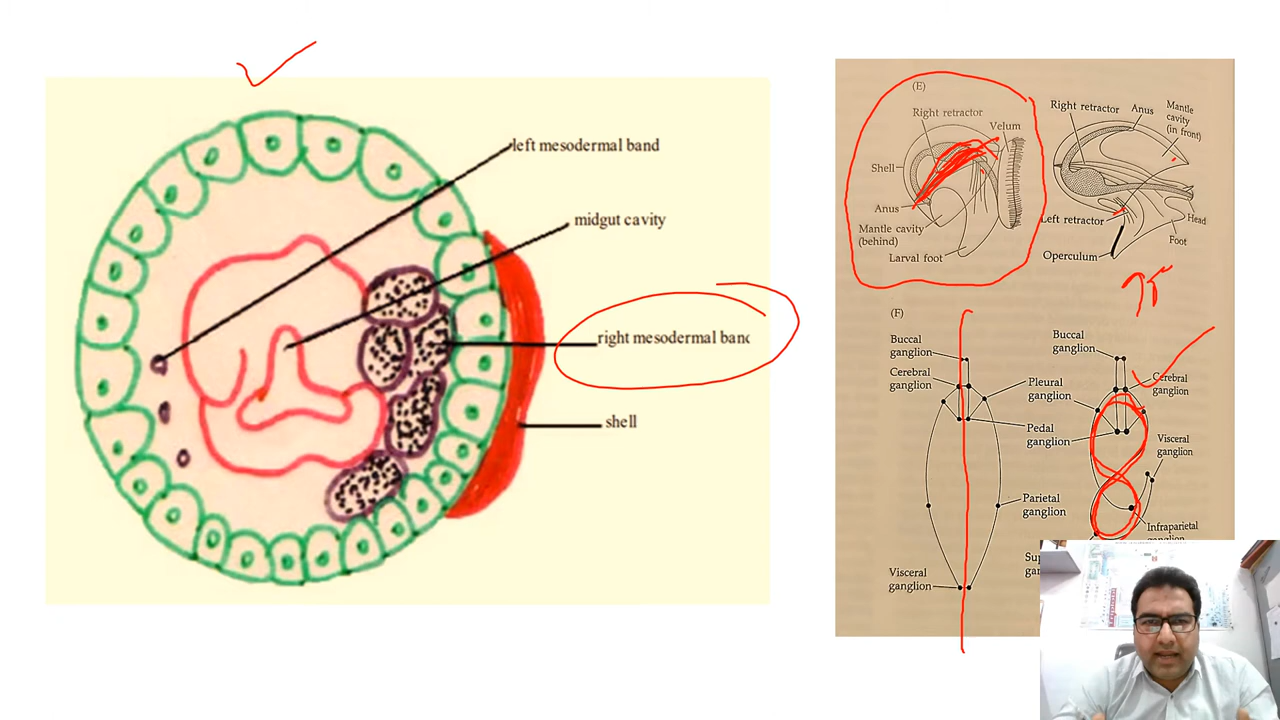 left mesodermal band
midgut cavity
right mesodermal band
shell
(E)
Right retractor
Velum
Shell
Anus
Mantle cavity
(behind)
Larval foot
Right retractor
Anus
Mantle
cavity
(in front)
Left retractor
Head
Foot
Operculum
(F)
Buccal
ganglion
Cerebral
ganglion
Pleural
ganglion
Pedal
ganglion
Parietal
ganglion
Visceral
ganglion
Buccal
ganglion
Cerebral
ganglion
Visceral
ganglion
Infraparietal
ganglion